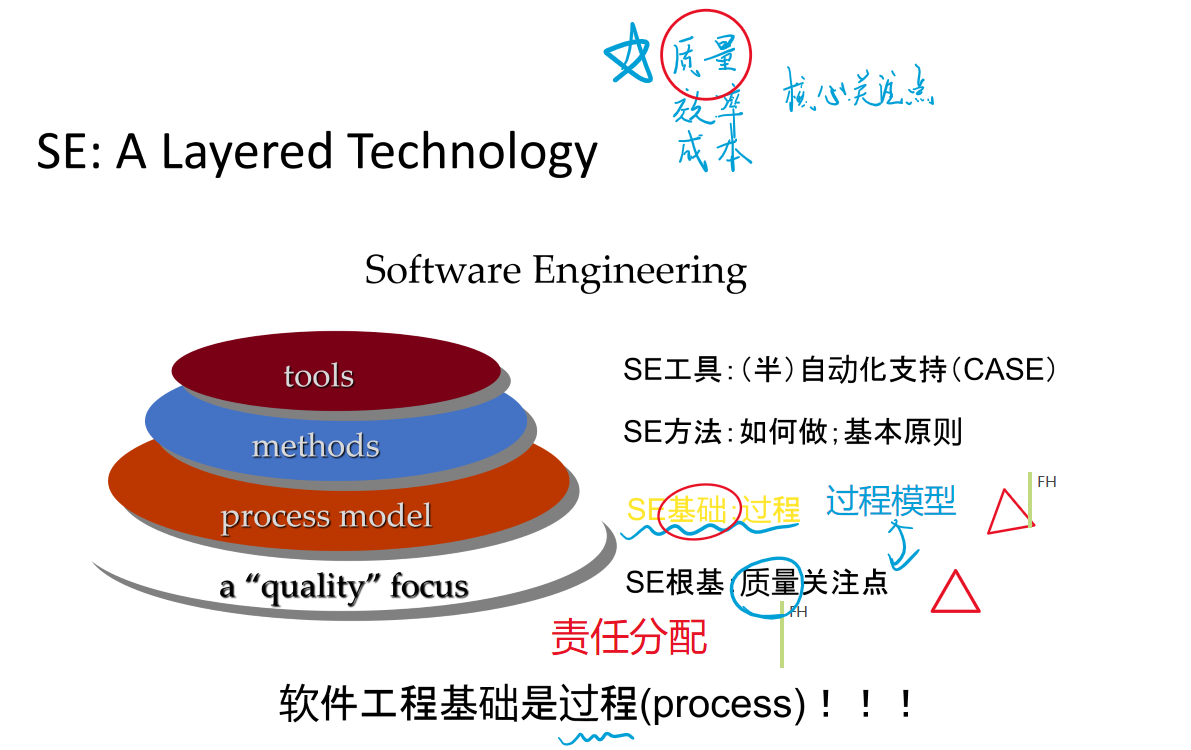 质量
效率
成本
核心关注点
SE: A Layered Technology
Software Engineering
tools
methods
process model
a “quality” focus
SE工具：（半）自动化支持（CASE）
SE方法：如何做；基本原则
SE基础：过程
过程模型
FH
SE根基：质量关注点
FH
责任分配
软件工程基础是过程(process)！！！